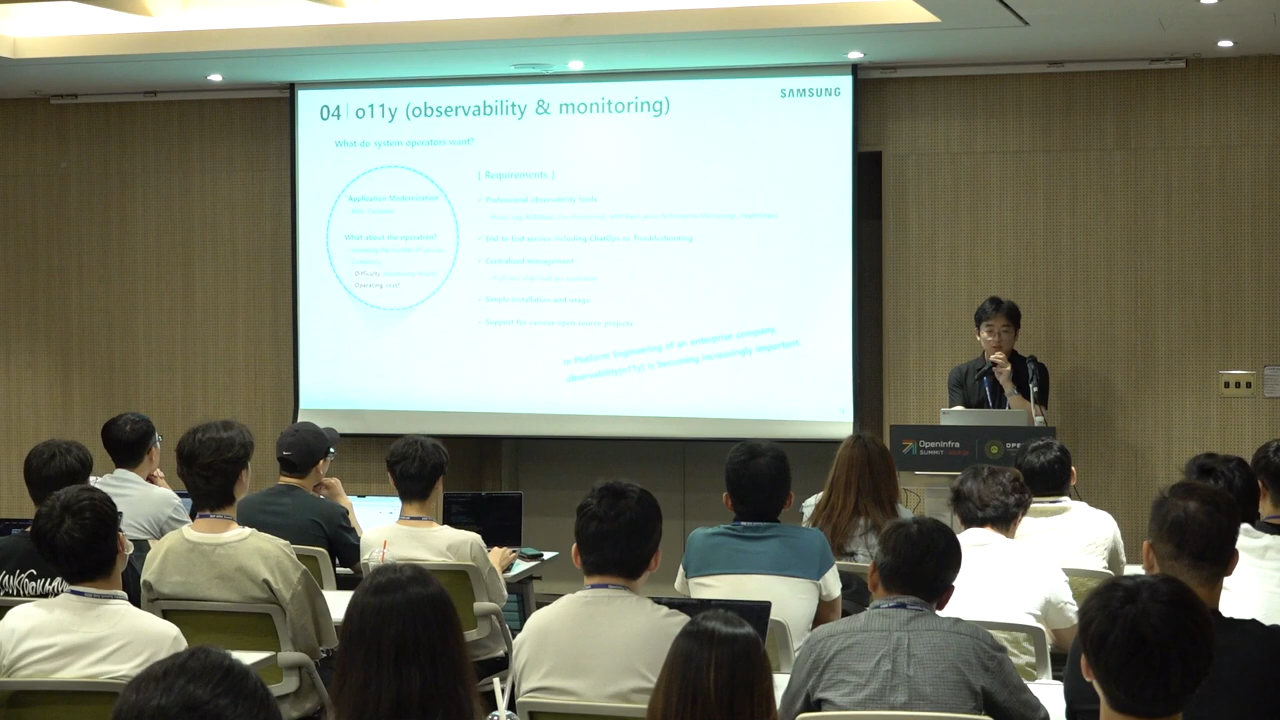 04 | o11y (observability & monitoring)
SAMSUNG
What do system operators want?
Application Modernization
What about the operation?
Difficulty
Operating cost?
[ Requirements ]
Professional observability tools
End to End service including ChatOps to Troubleshooting
Centralized management
Simple installation and usage
Support for various open source projects
Platform Engineering of an enterprise company
observability(o11y) is becoming increasingly important
OpenInfra
SUMMIT